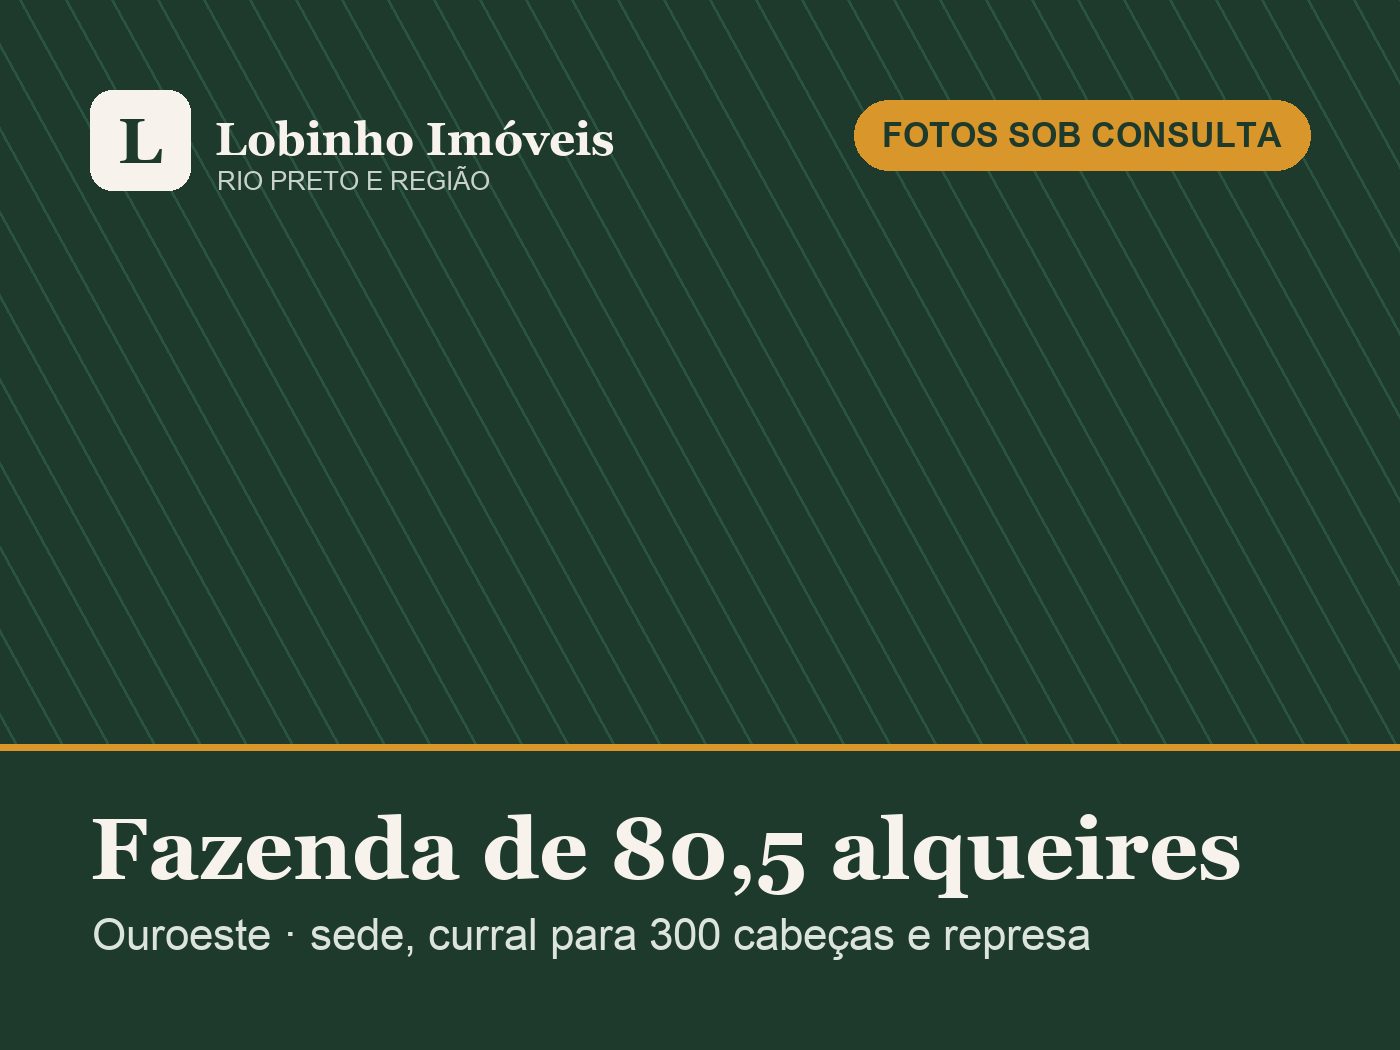 L
Lobinho Imóveis
RIO PRETO E REGIÃO
FOTOS SOB CONSULTA
Fazenda de 80,5 alqueires
Ouroeste · sede, curral para 300 cabeças e represa